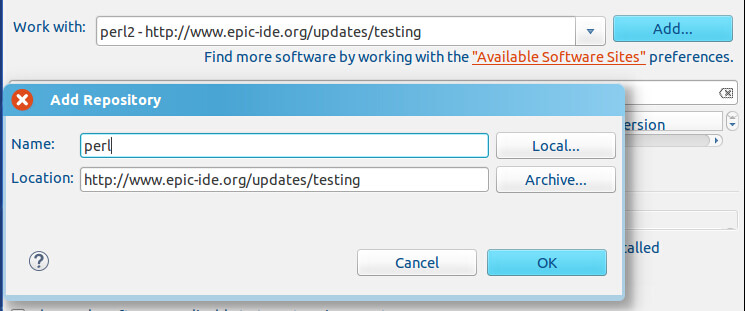 Work with: perl2 - http://www.epic-ide.org/updates/testing Add...
Find more software by working with the "Available Software Sites" preferences.
Add Repository
ersion
Name: perl Local...
Location: http://www.epic-ide.org/updates/testing Archive...
alled
? Cancel OK